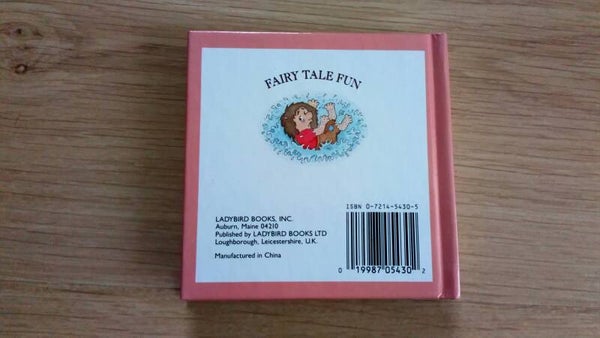 FAIRY TALE FUN
ISBN 0-7214-5430-5
LADYBIRD BOOKS, INC.
Auburn, Maine 04210
Published by LADYBIRD BOOKS LTD
Loughborough, Leicestershire, U.K.
Manufactured in China
0 19987 05430 2